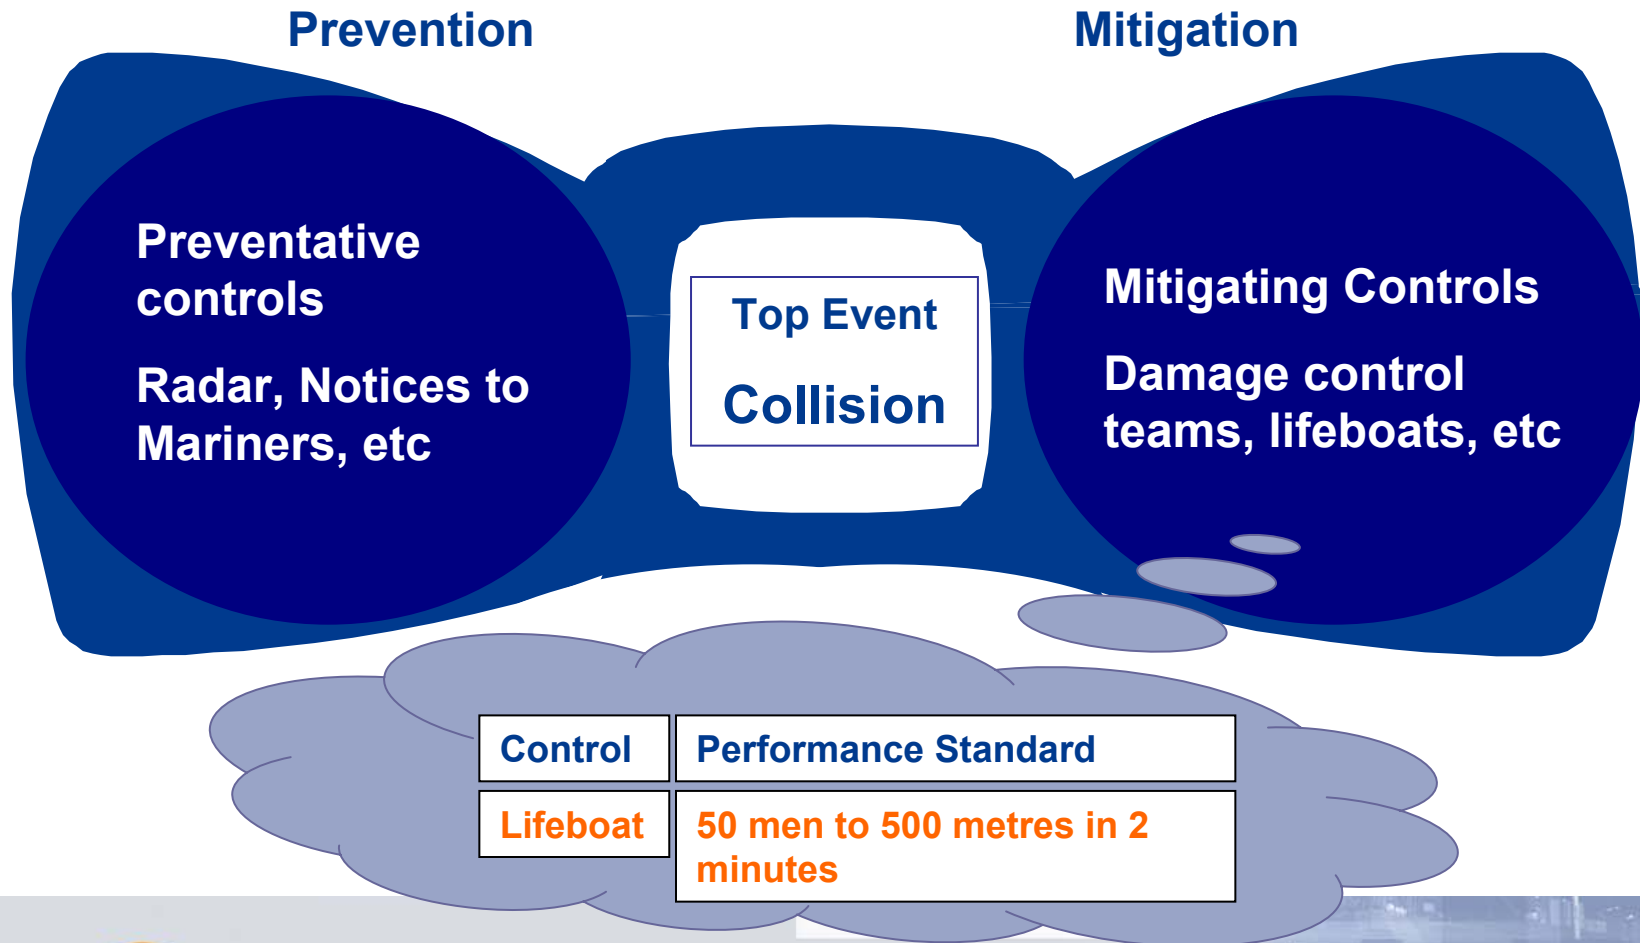 Prevention
Mitigation
Preventative
controls
Radar, Notices to
Mariners, etc
Top Event
Collision
Mitigating Controls
Damage control
teams, lifeboats, etc
Control
Performance Standard
Lifeboat
50 men to 500 metres in 2
minutes